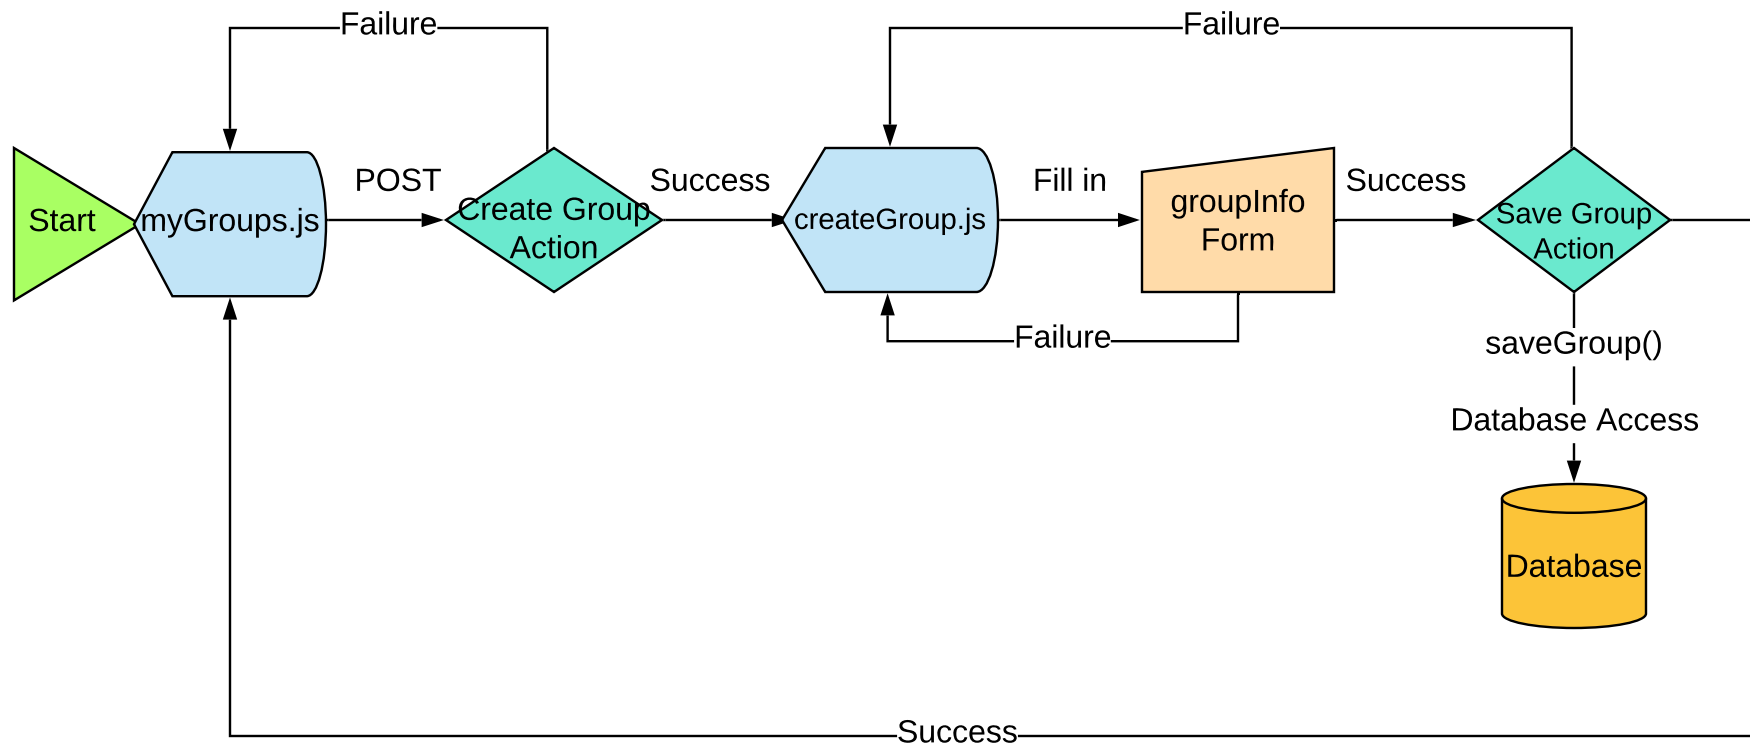 Failure
Failure
POST
Success
Fill in
Success
Start
myGroups.js
Create Group
Action
createGroup.js
groupInfo
Form
Save Group
Action
Failure
saveGroup()
Database Access
Database
Success